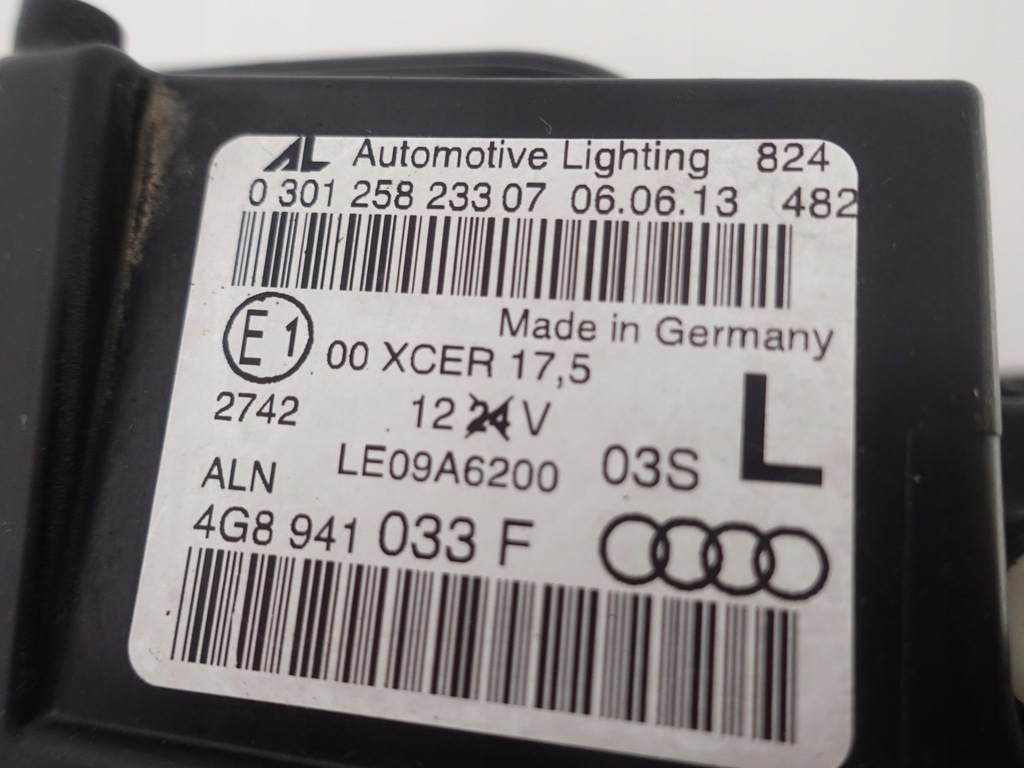 AL Automotive Lighting 824
0 301 258 233 07 06.06.13 482
Made in Germany
E1 00 XCER 17,5
2742 12 24 V L
ALN LE09A6200 03S
4G8 941 033 F